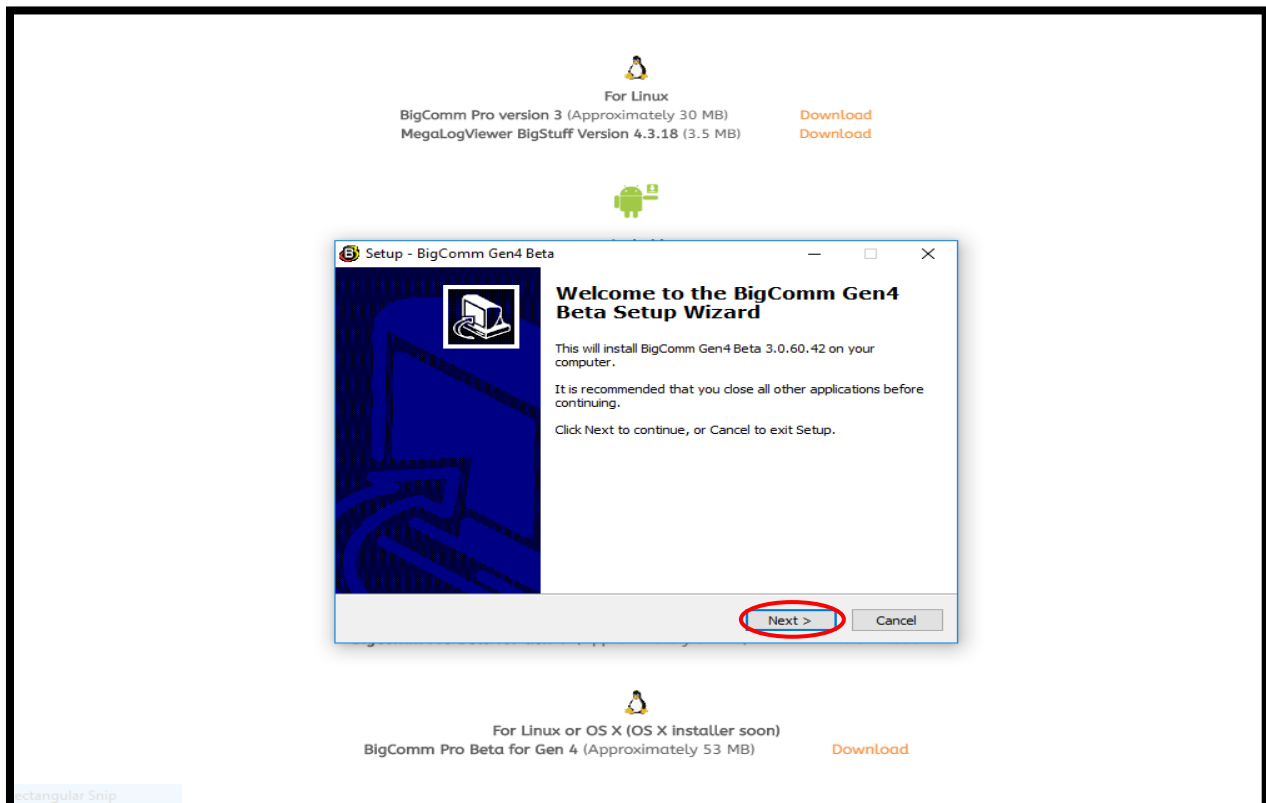 For Linux
BigComm Pro version 3 (Approximately 30 MB) Download
MegaLogViewer BigStuff Version 4.3.18 (3.5 MB) Download
Setup - BigComm Gen4 Beta
Welcome to the BigComm Gen4
Beta Setup Wizard
This will install BigComm Gen4 Beta 3.0.60.42 on your
computer.
It is recommended that you close all other applications before
continuing.
Click Next to continue, or Cancel to exit Setup.
Next >
Cancel
For Linux or OS X (OS X installer soon)
BigComm Pro Beta for Gen 4 (Approximately 53 MB) Download
ectangular Snip